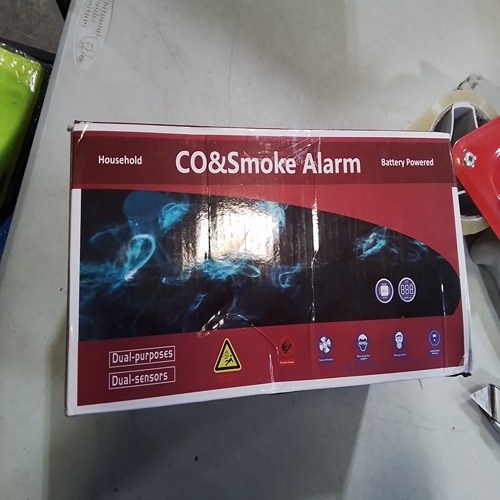 Household
CO&Smoke Alarm
Battery Powered
Dual-purposes
Dual-sensors